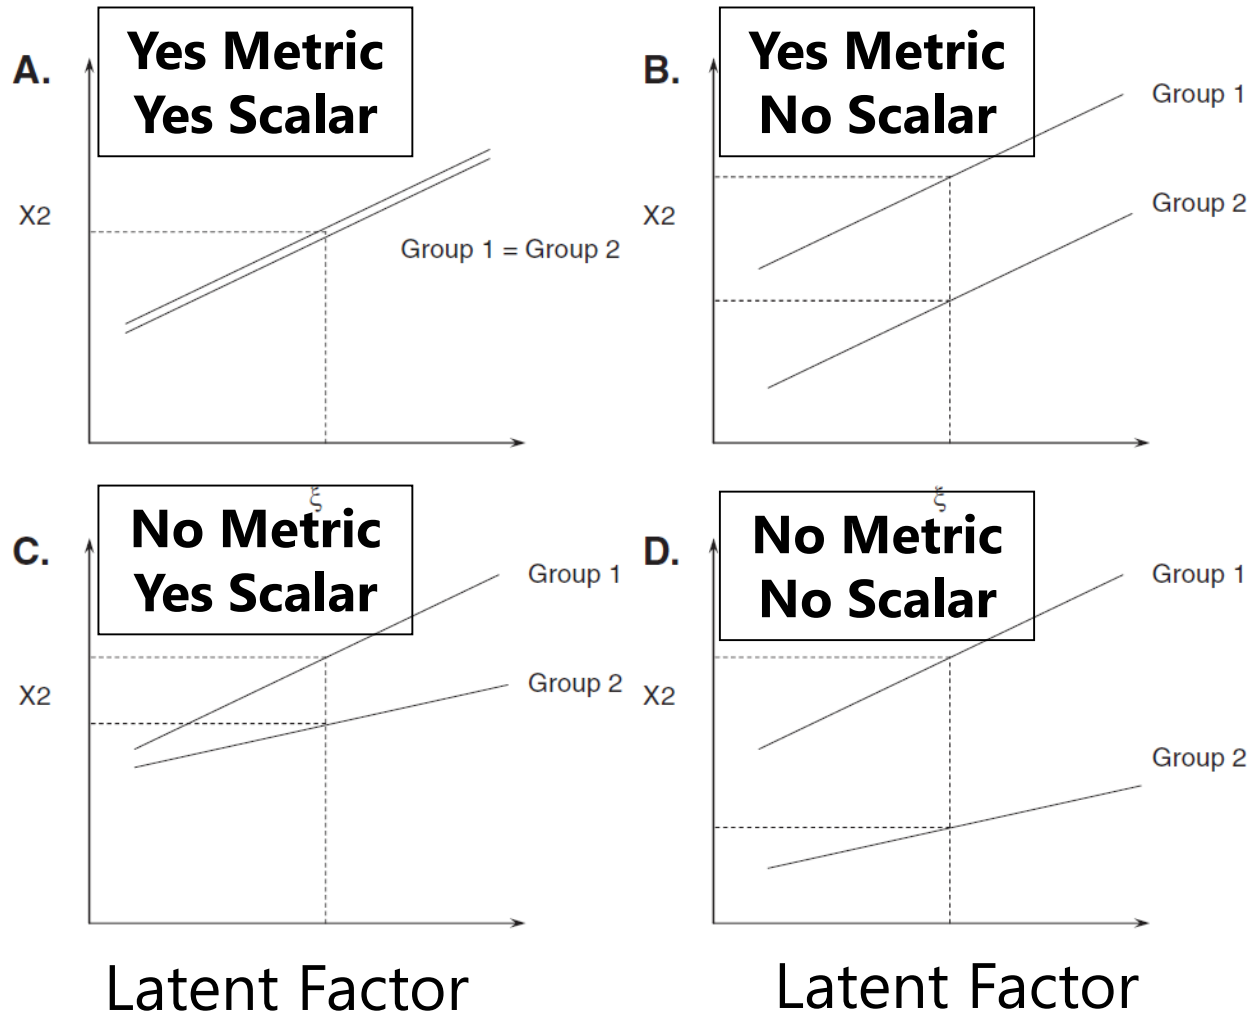 A.
Yes Metric
Yes Scalar
X2
Group 1 = Group 2
ξ
B.
Yes Metric
No Scalar
Group 1
X2
Group 2
ξ
C.
No Metric
Yes Scalar
Group 1
X2
Group 2
Latent Factor
D.
No Metric
No Scalar
Group 1
X2
Group 2
Latent Factor